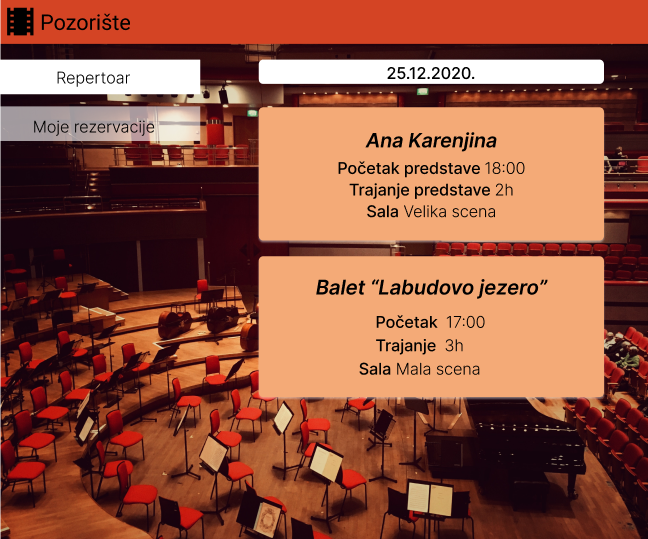 Pozorište
Repertoar
Moje rezervacije
25.12.2020.
Ana Karenjina
Početak predstave 18:00
Trajanje predstave 2h
Sala Velika scena
Balet “Labudovo jezero”
Početak 17:00
Trajanje 3h
Sala Mala scena